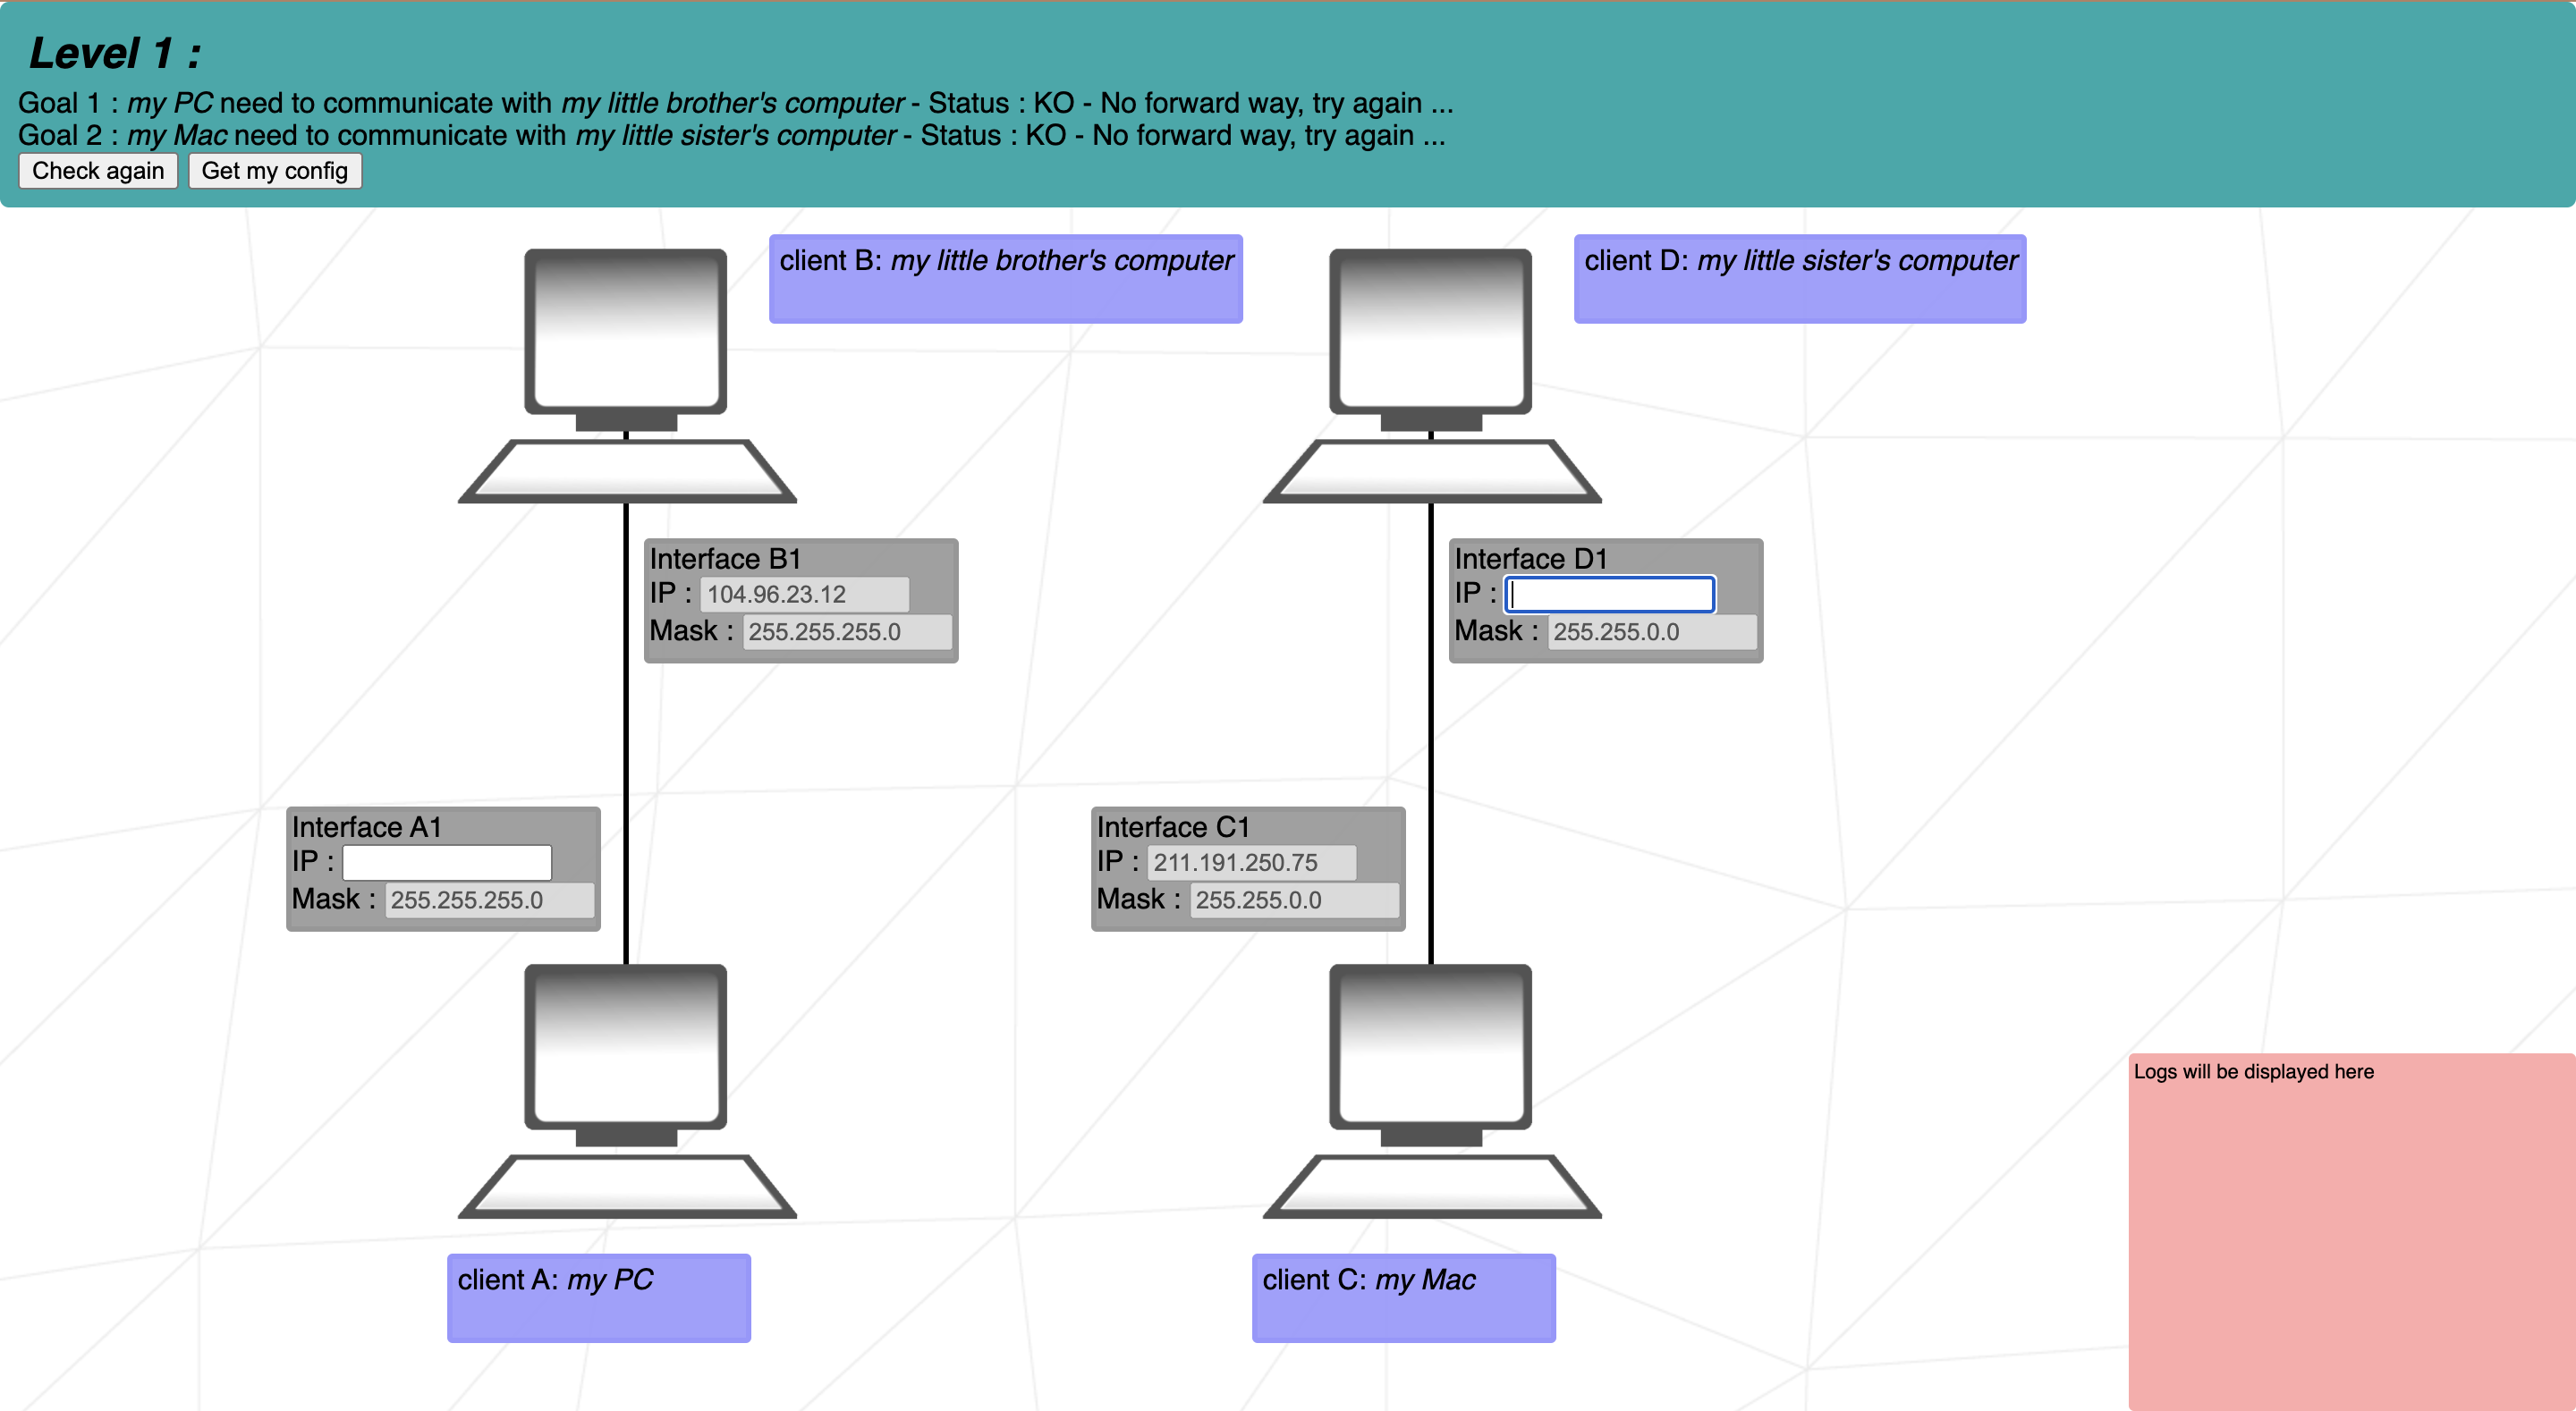 Level 1 :
Goal 1 : my PC need to communicate with my little brother's computer - Status : KO - No forward way, try again ...
Goal 2 : my Mac need to communicate with my little sister's computer - Status : KO - No forward way, try again ...
Check again Get my config
client B: my little brother's computer
client D: my little sister's computer
Interface B1
IP : 104.96.23.12
Mask : 255.255.255.0
Interface D1
IP :
Mask : 255.255.0.0
Interface A1
IP :
Mask : 255.255.255.0
Interface C1
IP : 211.191.250.75
Mask : 255.255.0.0
Logs will be displayed here
client A: my PC
client C: my Mac